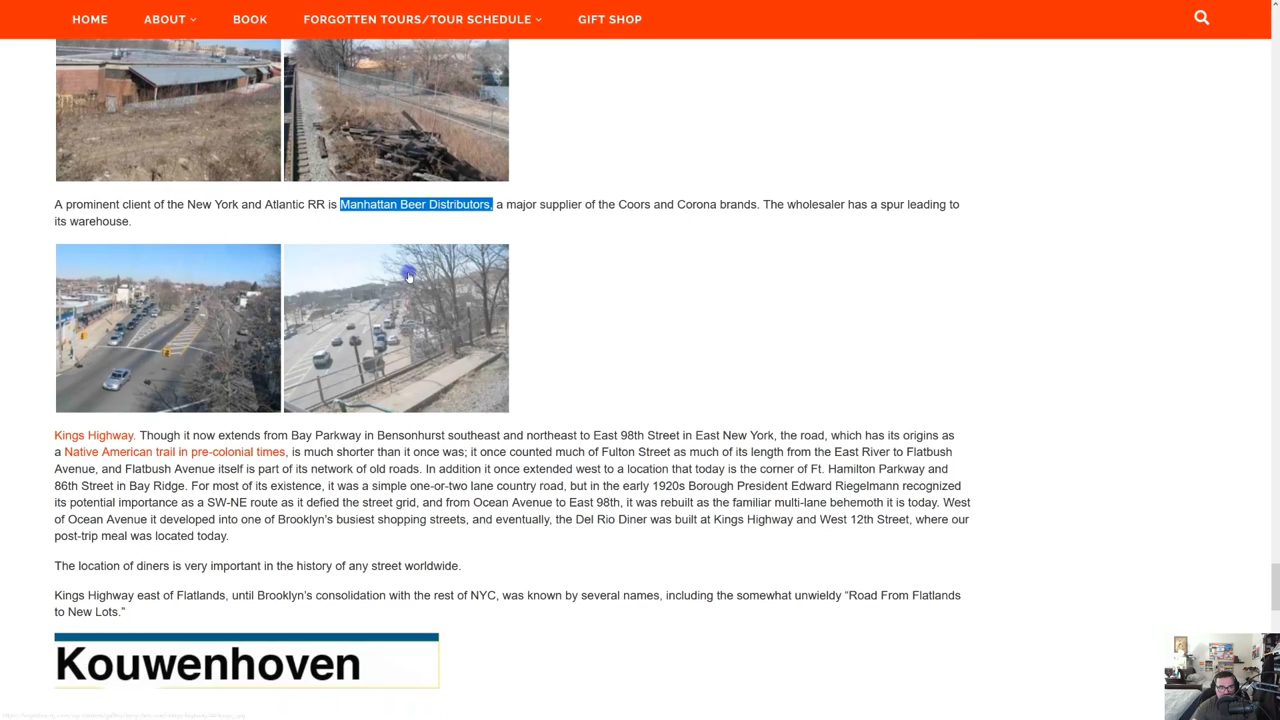 HOME ABOUT BOOK FORGOTTEN TOURS/TOUR SCHEDULE GIFT SHOP
A prominent client of the New York and Atlantic RR is Manhattan Beer Distributors, a major supplier of the Coors and Corona brands. The wholesaler has a spur leading to
its warehouse.
Kings Highway. Though it now extends from Bay Parkway in Bensonhurst southeast and northeast to East 98th Street in East New York, the road, which has its origins as
a Native American trail in pre-colonial times, is much shorter than it once was; it once counted much of Fulton Street as much of its length from the East River to Flatbush
Avenue, and Flatbush Avenue itself is part of its network of old roads. In addition it once extended west to a location that today is the corner of Ft. Hamilton Parkway and
86th Street in Bay Ridge. For most of its existence, it was a simple one-or-two lane country road, but in the early 1920s Borough President Edward Riegelmann recognized
its potential importance as a SW-NE route as it defied the street grid, and from Ocean Avenue to East 98th, it was rebuilt as the familiar multi-lane behemoth it is today. West
of Ocean Avenue it developed into one of Brooklyn's busiest shopping streets, and eventually, the Del Rio Diner was built at Kings Highway and West 12th Street, where our
post-trip meal was located today.
The location of diners is very important in the history of any street worldwide.
Kings Highway east of Flatlands, until Brooklyn's consolidation with the rest of NYC, was known by several names, including the somewhat unwieldy “Road From Flatlands
to New Lots.”
Kouwenhoven